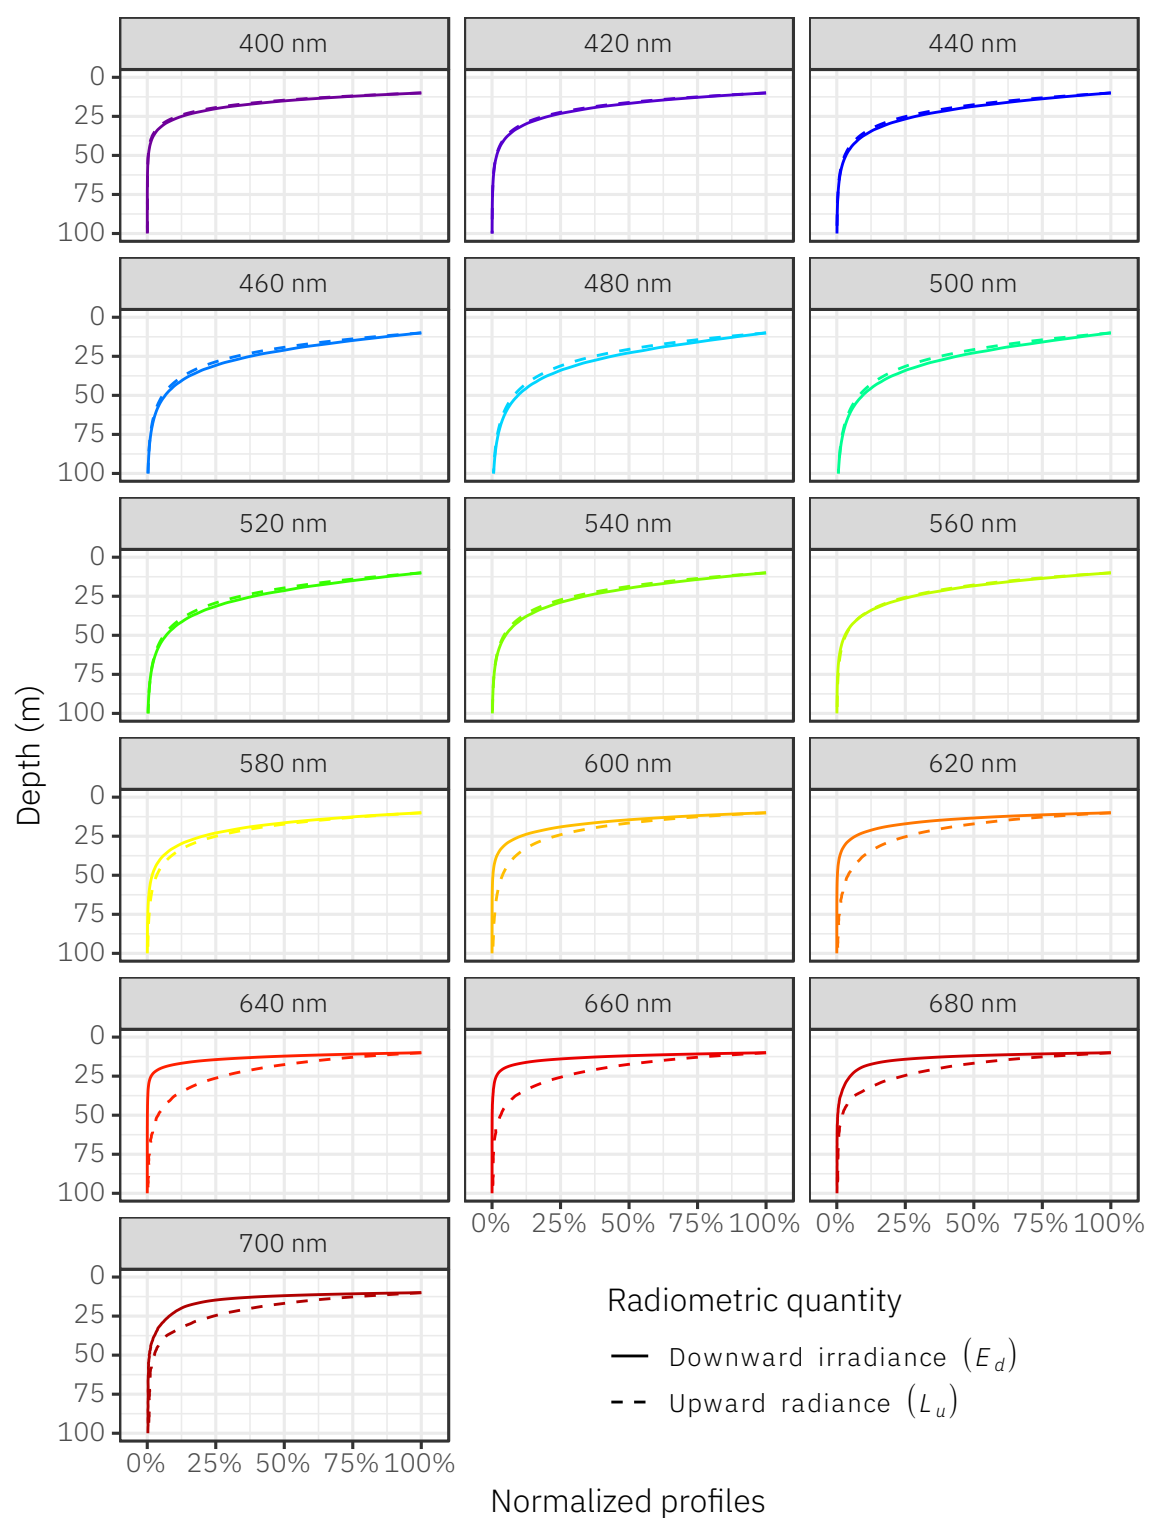 400 nm 420 nm 440 nm
0
25
50
75
100
460 nm 480 nm 500 nm
0
25
50
75
100
520 nm 540 nm 560 nm
0
25
50
75
100
Depth (m)
580 nm 600 nm 620 nm
0
25
50
75
100
640 nm 660 nm 680 nm
0
25
50
75
100
0% 25% 50% 75% 100% 0% 25% 50% 75% 100%
700 nm
0
25
50
75
100
0% 25% 50% 75% 100%
Radiometric quantity
Downward irradiance (E_d)
Upward radiance (L_u)
Normalized profiles